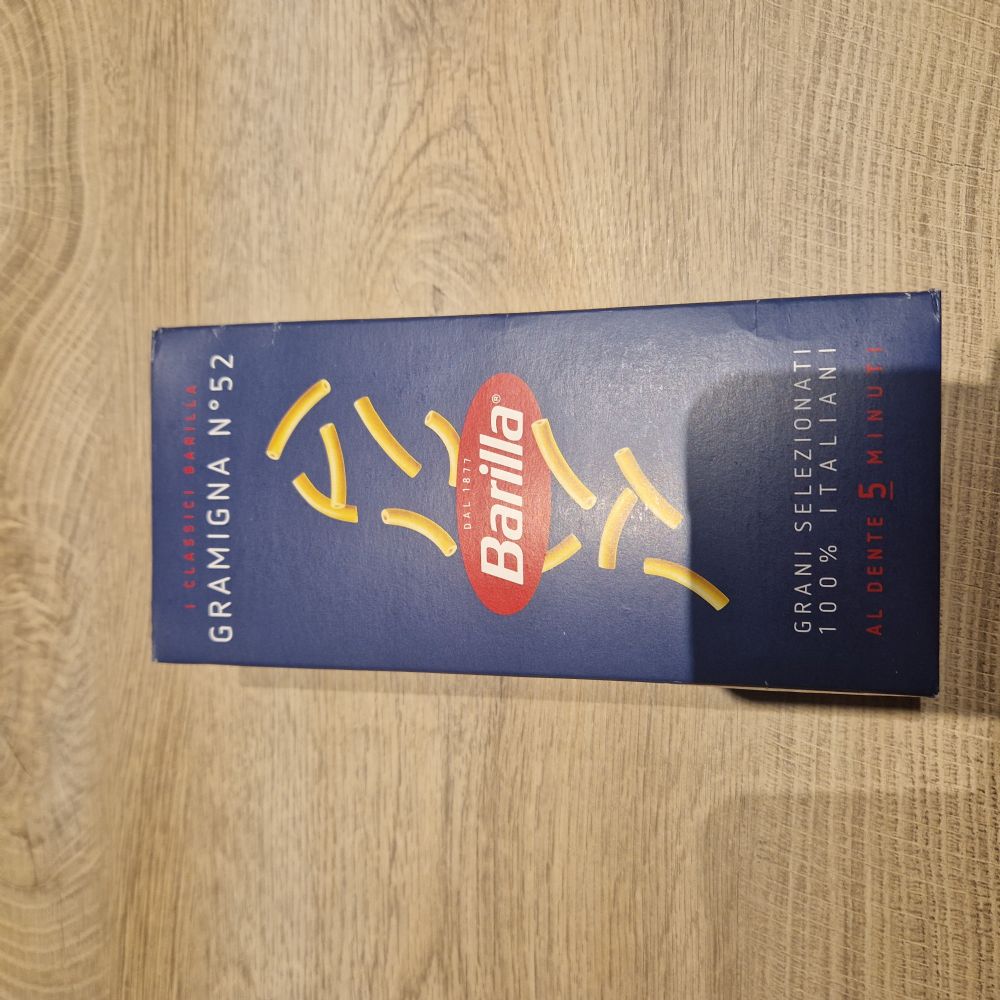 I CLASSICI BARILLA
GRAMIGNA N°52
DAL 1877
Barilla®
GRANI SELEZIONATI
100% ITALIANI
AL DENTE 5 MINUTI